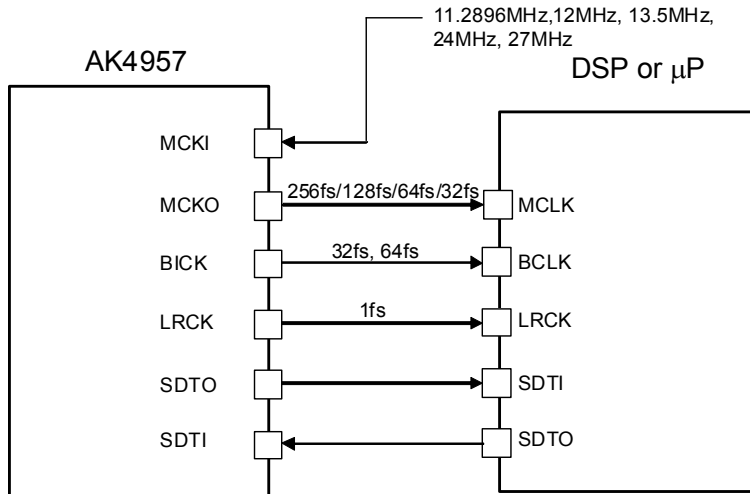 11.2896MHz,12MHz, 13.5MHz,
24MHz, 27MHz
AK4957
DSP or μP
MCKI
MCKO
256fs/128fs/64fs/32fs
MCLK
BICK
32fs, 64fs
BCLK
LRCK
1fs
LRCK
SDTO
SDTI
SDTI
SDTO